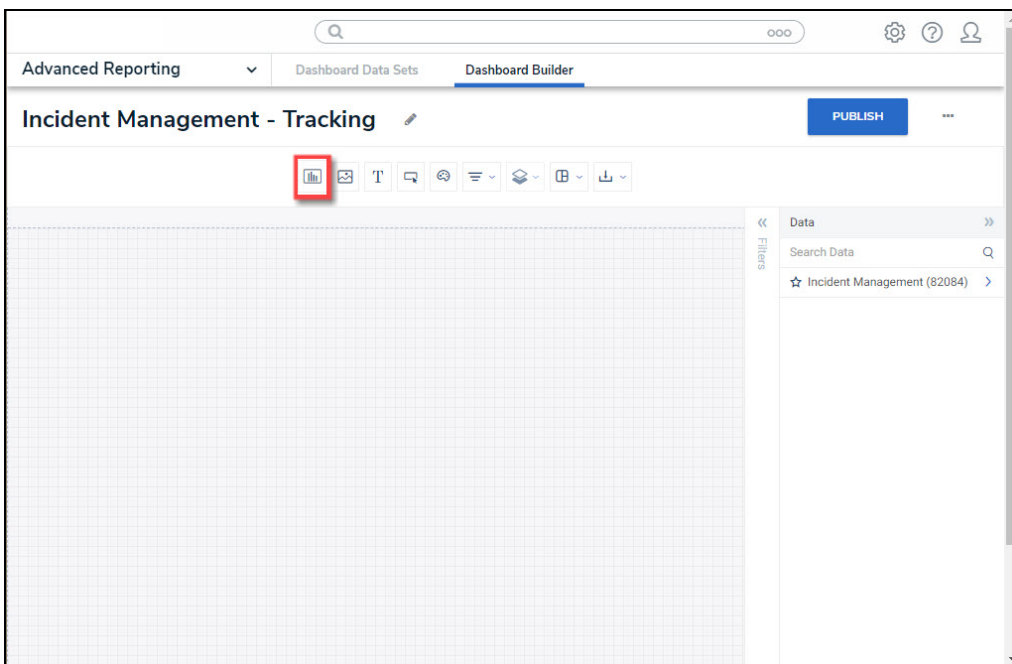 Advanced Reporting
Dashboard Data Sets
Dashboard Builder
Incident Management - Tracking
PUBLISH
T
Filters
Data
Search Data
Incident Management (82084)